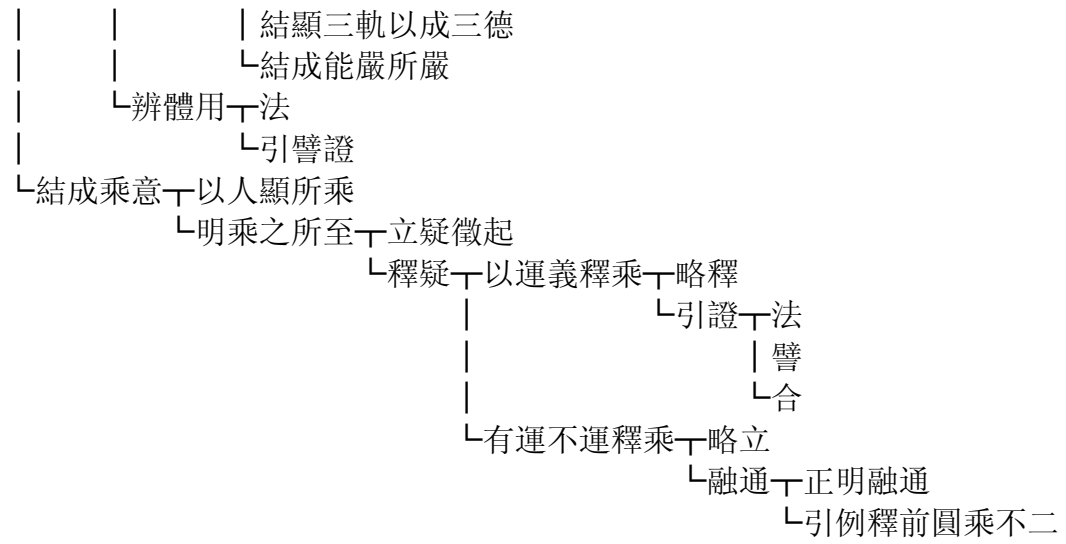 ｜　　｜　　｜結顯三軌以成三德
｜　　｜　　└結成能嚴所嚴
｜　　└辨體用┬法
｜　　　　　　└引譬證
└結成乘意┬以人顯所乘
　　　　　└明乘之所至┬立疑徵起
　　　　　　　　　　　└釋疑┬以運義釋乘┬略釋
　　　　　　　　　　　　　　｜　　　　　└引證┬法
　　　　　　　　　　　　　　｜　　　　　　　　｜譬
　　　　　　　　　　　　　　｜　　　　　　　　└合
　　　　　　　　　　　　　　└有運不運釋乘┬略立
　　　　　　　　　　　　　　　　　　　　　└融通┬正明融通
　　　　　　　　　　　　　　　　　　　　　　　　└引例釋前圓乘不二